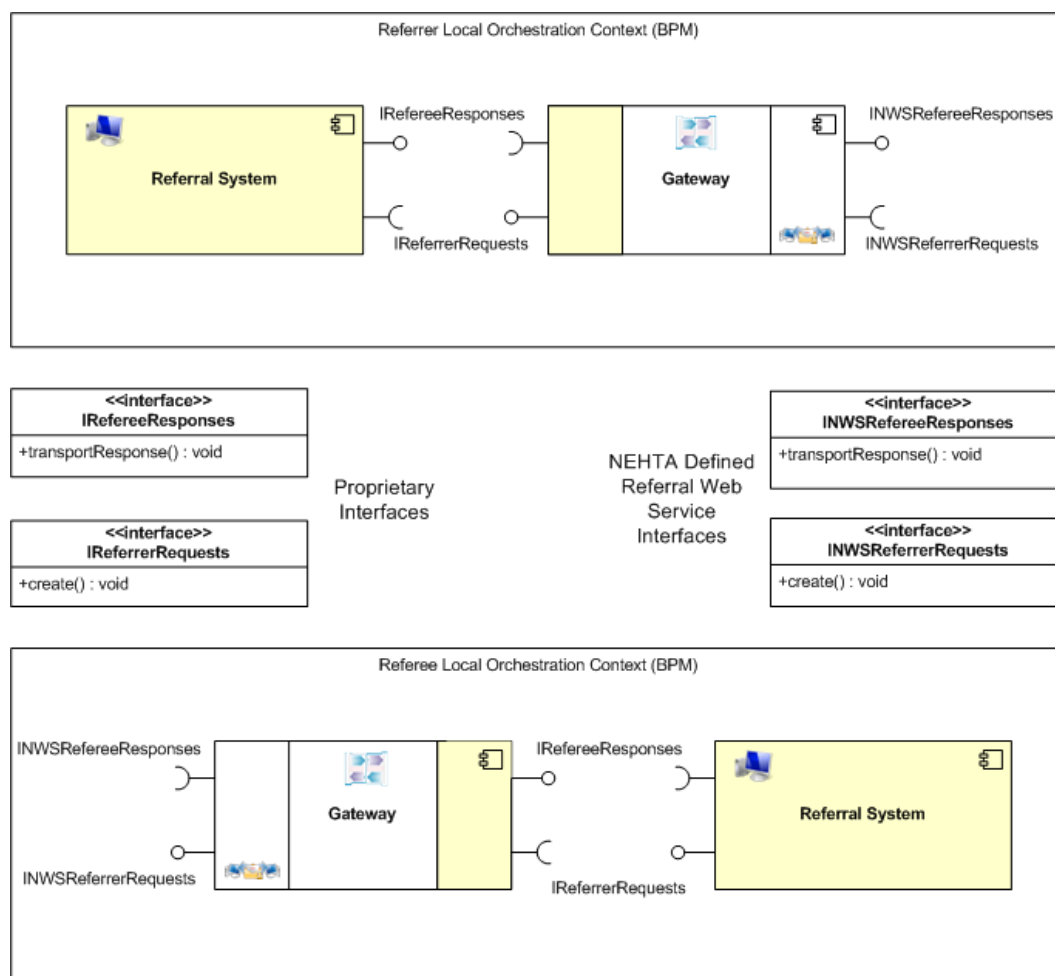 Referrer Local Orchestration Context (BPM)
IRefereeResponses
INWSRefereeResponses
Referral System
Gateway
IReferrerRequests
INWSReferrerRequests
<<interface>>
IRefereeResponses
+transportResponse() : void
<<interface>>
IReferrerRequests
+create() : void
Proprietary
Interfaces
NEHTA Defined
Referral Web
Service
Interfaces
<<interface>>
INWSRefereeResponses
+transportResponse() : void
<<interface>>
INWSReferrerRequests
+create() : void
Referee Local Orchestration Context (BPM)
INWSRefereeResponses
IRefereeResponses
Gateway
Referral System
INWSReferrerRequests
IReferrerRequests